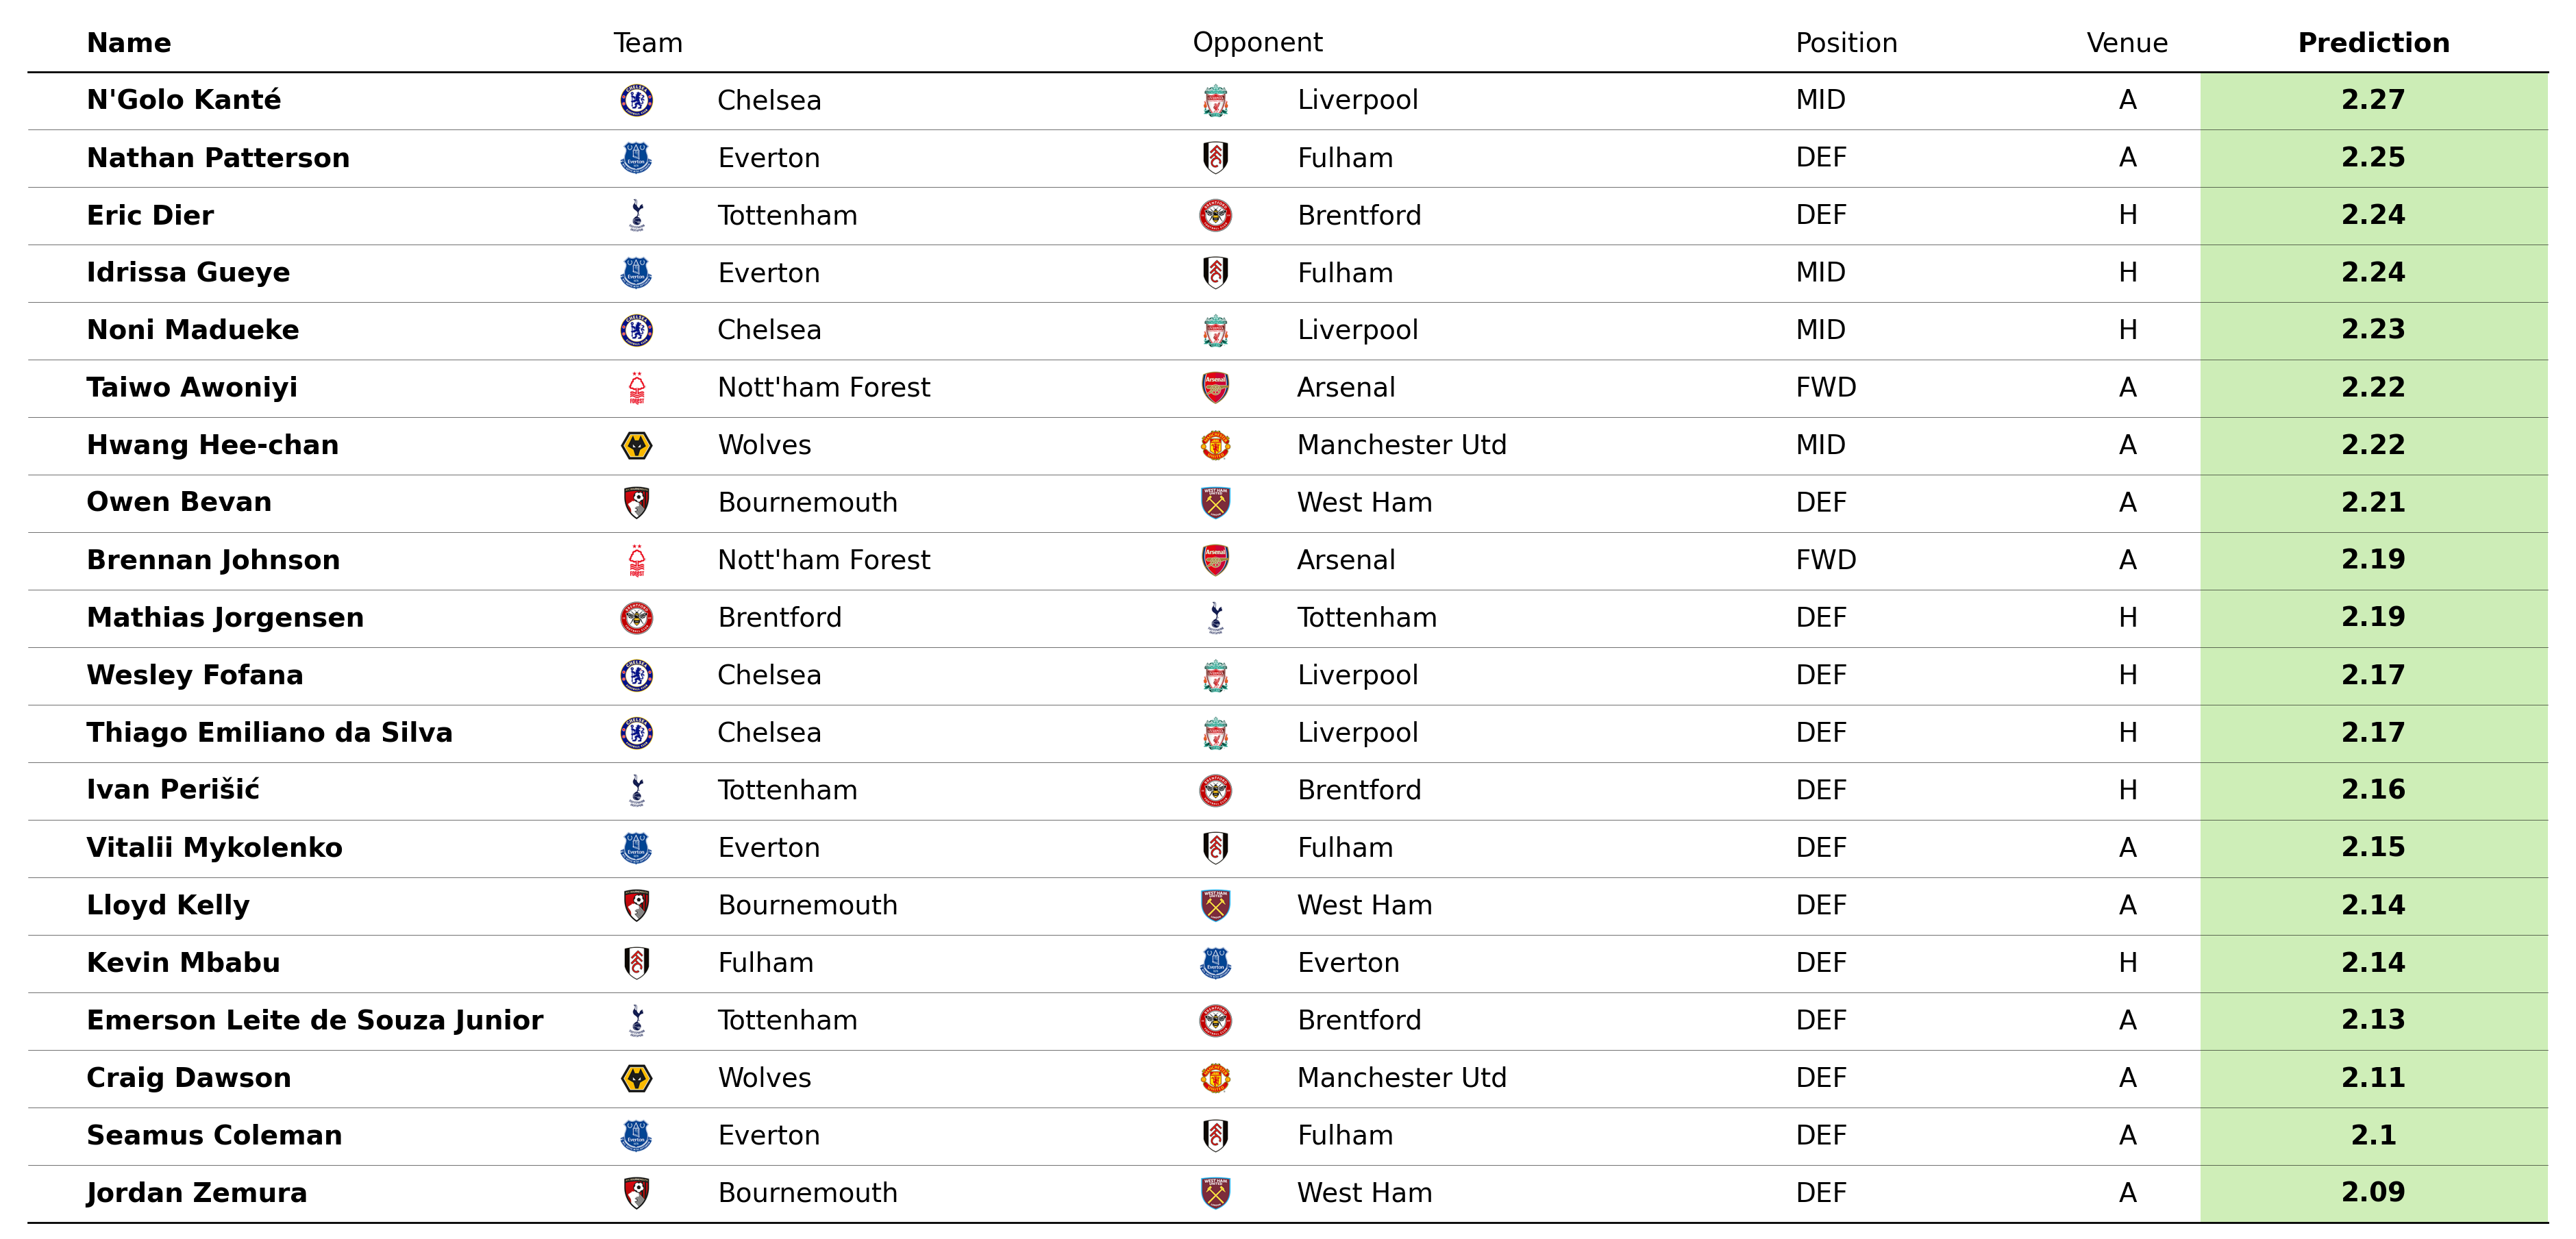 Name Team Opponent Position Venue Prediction
N'Golo Kanté Chelsea Liverpool MID A 2.27
Nathan Patterson Everton Fulham DEF A 2.25
Eric Dier Tottenham Brentford DEF H 2.24
Idrissa Gueye Everton Fulham MID H 2.24
Noni Madueke Chelsea Liverpool MID H 2.23
Taiwo Awoniyi Nott'ham Forest Arsenal FWD A 2.22
Hwang Hee-chan Wolves Manchester Utd MID A 2.22
Owen Bevan Bournemouth West Ham DEF A 2.21
Brennan Johnson Nott'ham Forest Arsenal FWD A 2.19
Mathias Jorgensen Brentford Tottenham DEF H 2.19
Wesley Fofana Chelsea Liverpool DEF H 2.17
Thiago Emiliano da Silva Chelsea Liverpool DEF H 2.17
Ivan Perišić Tottenham Brentford DEF H 2.16
Vitalii Mykolenko Everton Fulham DEF A 2.15
Lloyd Kelly Bournemouth West Ham DEF A 2.14
Kevin Mbabu Fulham Everton DEF H 2.14
Emerson Leite de Souza Junior Tottenham Brentford DEF A 2.13
Craig Dawson Wolves Manchester Utd DEF A 2.11
Seamus Coleman Everton Fulham DEF A 2.1
Jordan Zemura Bournemouth West Ham DEF A 2.09